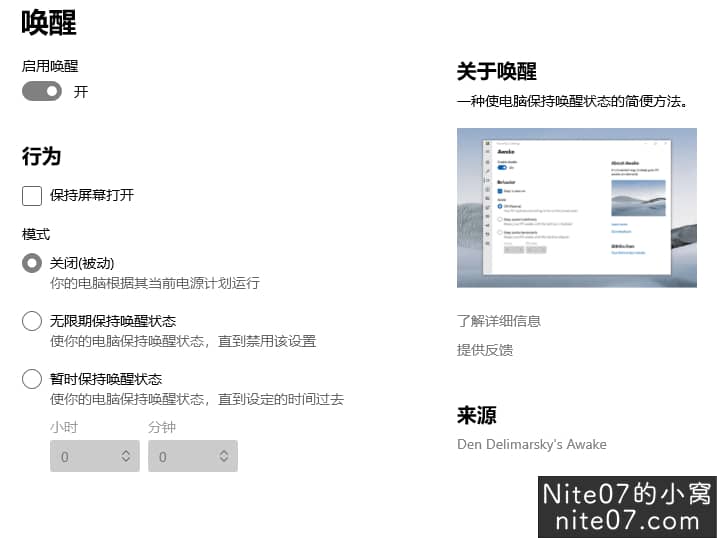 唤醒
启用唤醒
开
行为
保持屏幕打开
模式
关闭(被动)
你的电脑根据其当前电源计划运行
无限期保持唤醒状态
使你的电脑保持唤醒状态，直到禁用该设置
暂时保持唤醒状态
使你的电脑保持唤醒状态，直到设定的时间过去
小时 分钟
0 0
关于唤醒
一种使电脑保持唤醒状态的简便方法。
Awake
Behavior
About Awake
了解详细信息
提供反馈
来源
Den Delimarsky's Awake
Nite07的小窝
nite07.com